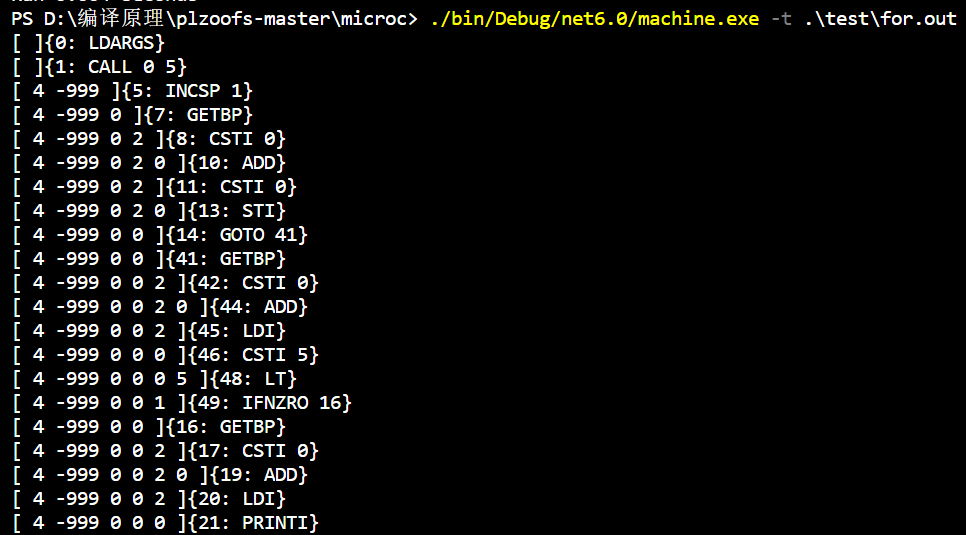 PS D:\编译原理\plzoofs-master\microc> ./bin/Debug/net6.0/machine.exe -t .\test\for.out
[ ]{0: LDARGS}
[ ]{1: CALL 0 5}
[ 4 -999 ]{5: INCSP 1}
[ 4 -999 0 ]{7: GETBP}
[ 4 -999 0 2 ]{8: CSTI 0}
[ 4 -999 0 2 0 ]{10: ADD}
[ 4 -999 0 2 ]{11: CSTI 0}
[ 4 -999 0 2 0 ]{13: STI}
[ 4 -999 0 0 ]{14: GOTO 41}
[ 4 -999 0 0 ]{41: GETBP}
[ 4 -999 0 0 2 ]{42: CSTI 0}
[ 4 -999 0 0 2 0 ]{44: ADD}
[ 4 -999 0 0 2 ]{45: LDI}
[ 4 -999 0 0 0 ]{46: CSTI 5}
[ 4 -999 0 0 0 5 ]{48: LT}
[ 4 -999 0 0 1 ]{49: IFNZRO 16}
[ 4 -999 0 0 ]{16: GETBP}
[ 4 -999 0 0 2 ]{17: CSTI 0}
[ 4 -999 0 0 2 0 ]{19: ADD}
[ 4 -999 0 0 2 ]{20: LDI}
[ 4 -999 0 0 0 ]{21: PRINTI}